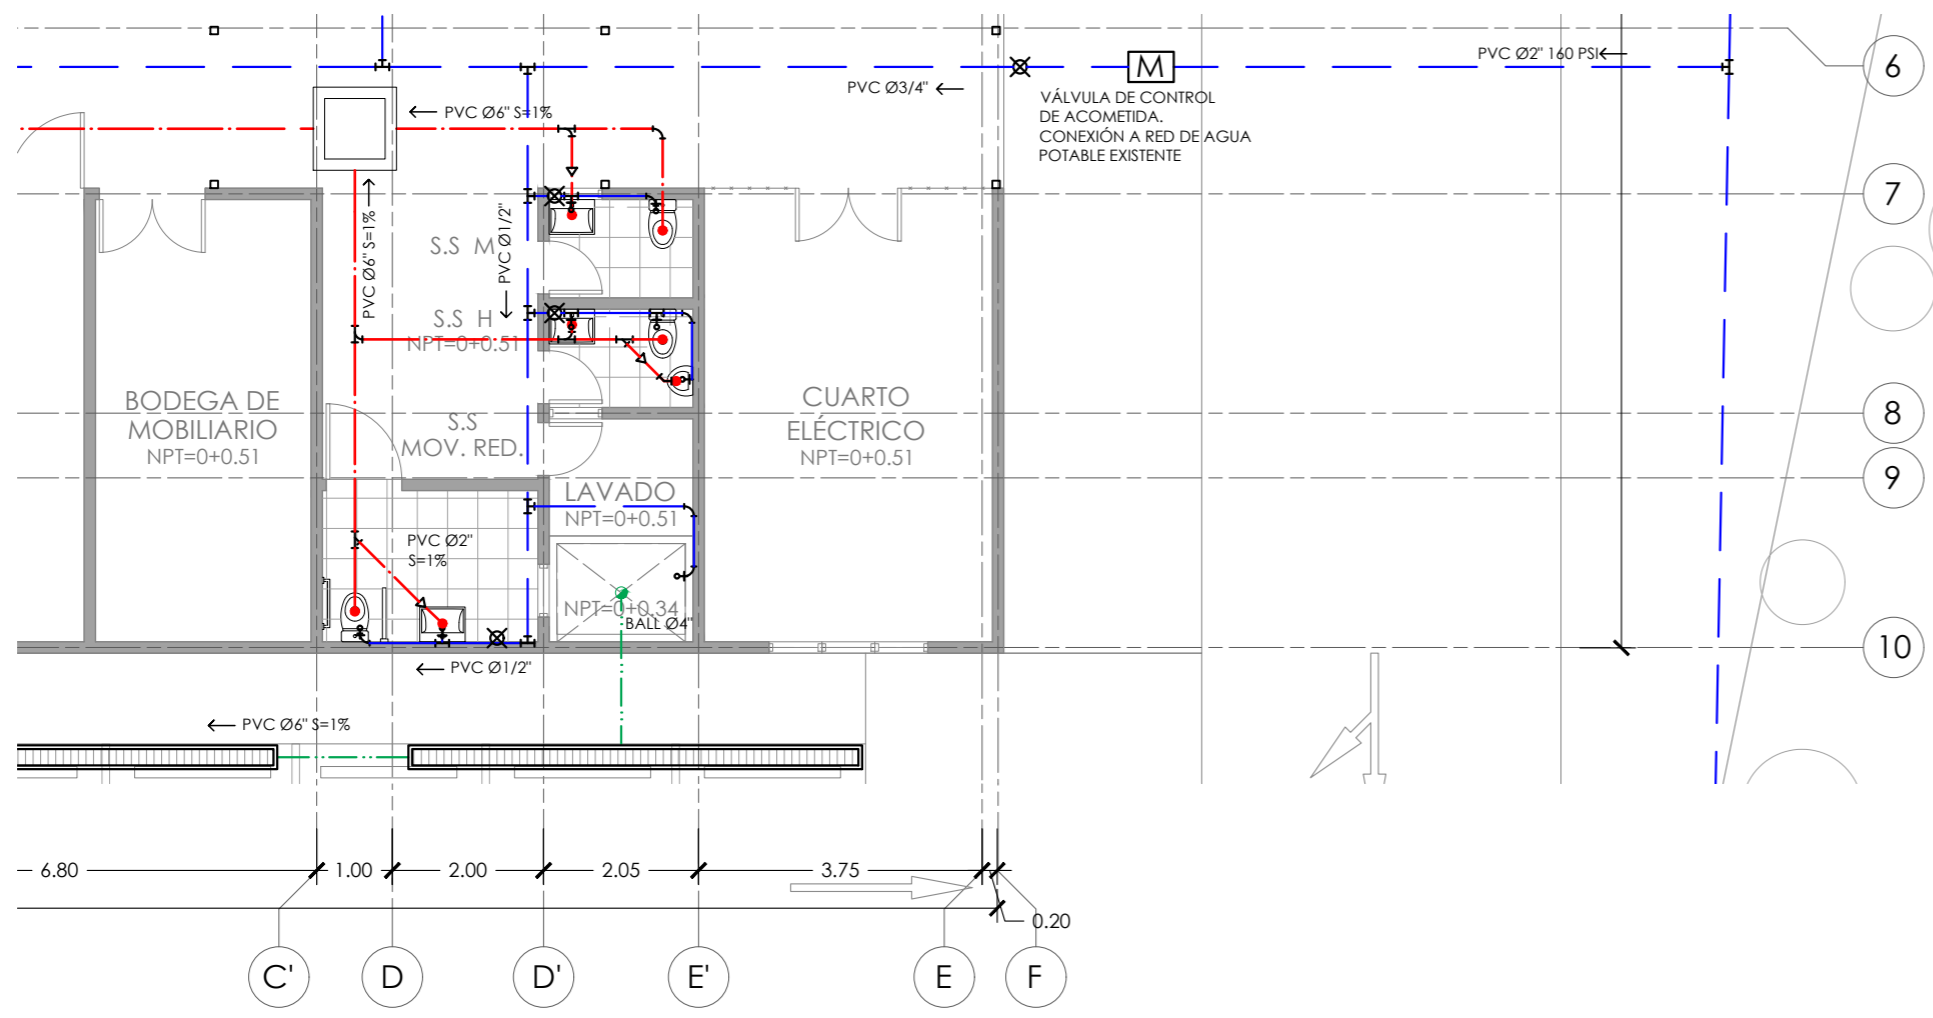 PVC Ø2" 160 PSI
6
M
PVC Ø3/4"
VÁLVULA DE CONTROL
DE ACOMETIDA.
CONEXIÓN A RED DE AGUA
POTABLE EXISTENTE
PVC Ø6" S=1%
7
PVC Ø6" S=1%
PVC Ø1/2"
S.S M
S.S H
NPT=0+0.51
BODEGA DE
MOBILIARIO
NPT=0+0.51
S.S
MOV. RED.
CUARTO
ELÉCTRICO
NPT=0+0.51
8
9
LAVADO
NPT=0+0.51
PVC Ø2"
S=1%
NPT=0+0.34
BALL Ø4"
10
PVC Ø1/2"
PVC Ø6" S=1%
6.80
1.00
2.00
2.05
3.75
0.20
C'
D
D'
E'
E
F